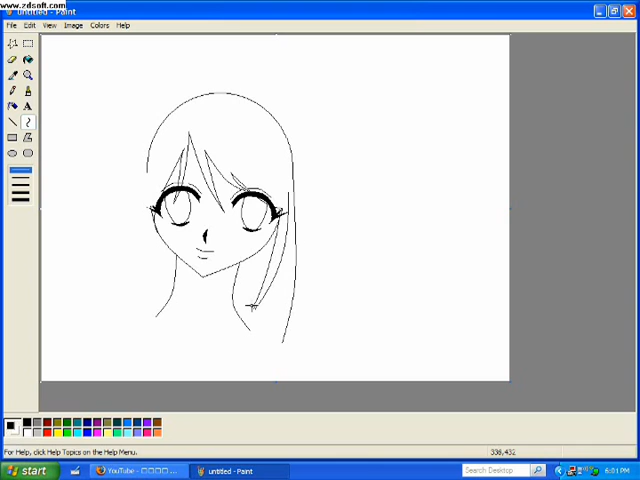 www.zdsoft.com
untitled - Paint
File Edit View Image Colors Help
A
For Help, click Help Topics on the Help Menu.
338,432
start
YouTube - □□□□ ...
untitled - Paint
Search Desktop
6:01 PM